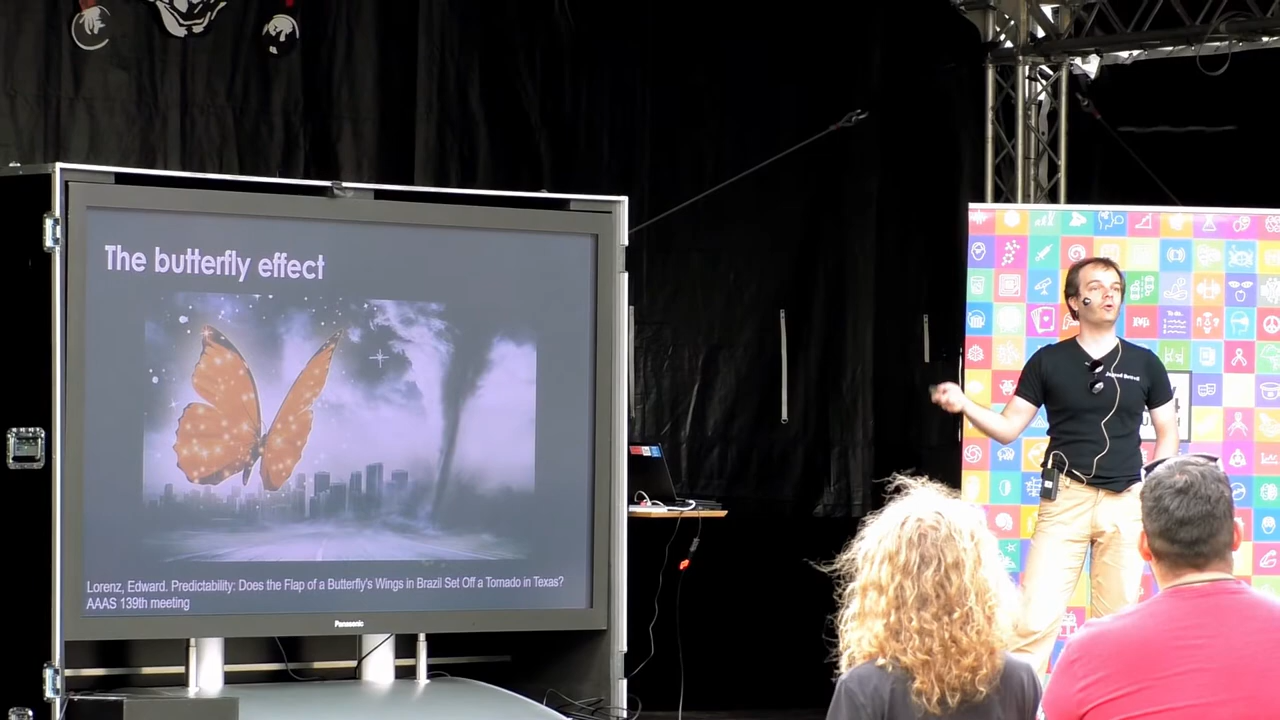 The butterfly effect
Lorenz, Edward. Predictability: Does the Flap of a Butterfly's Wings in Brazil Set Off a Tornado in Texas?
AAAS 139th meeting
Panasonic